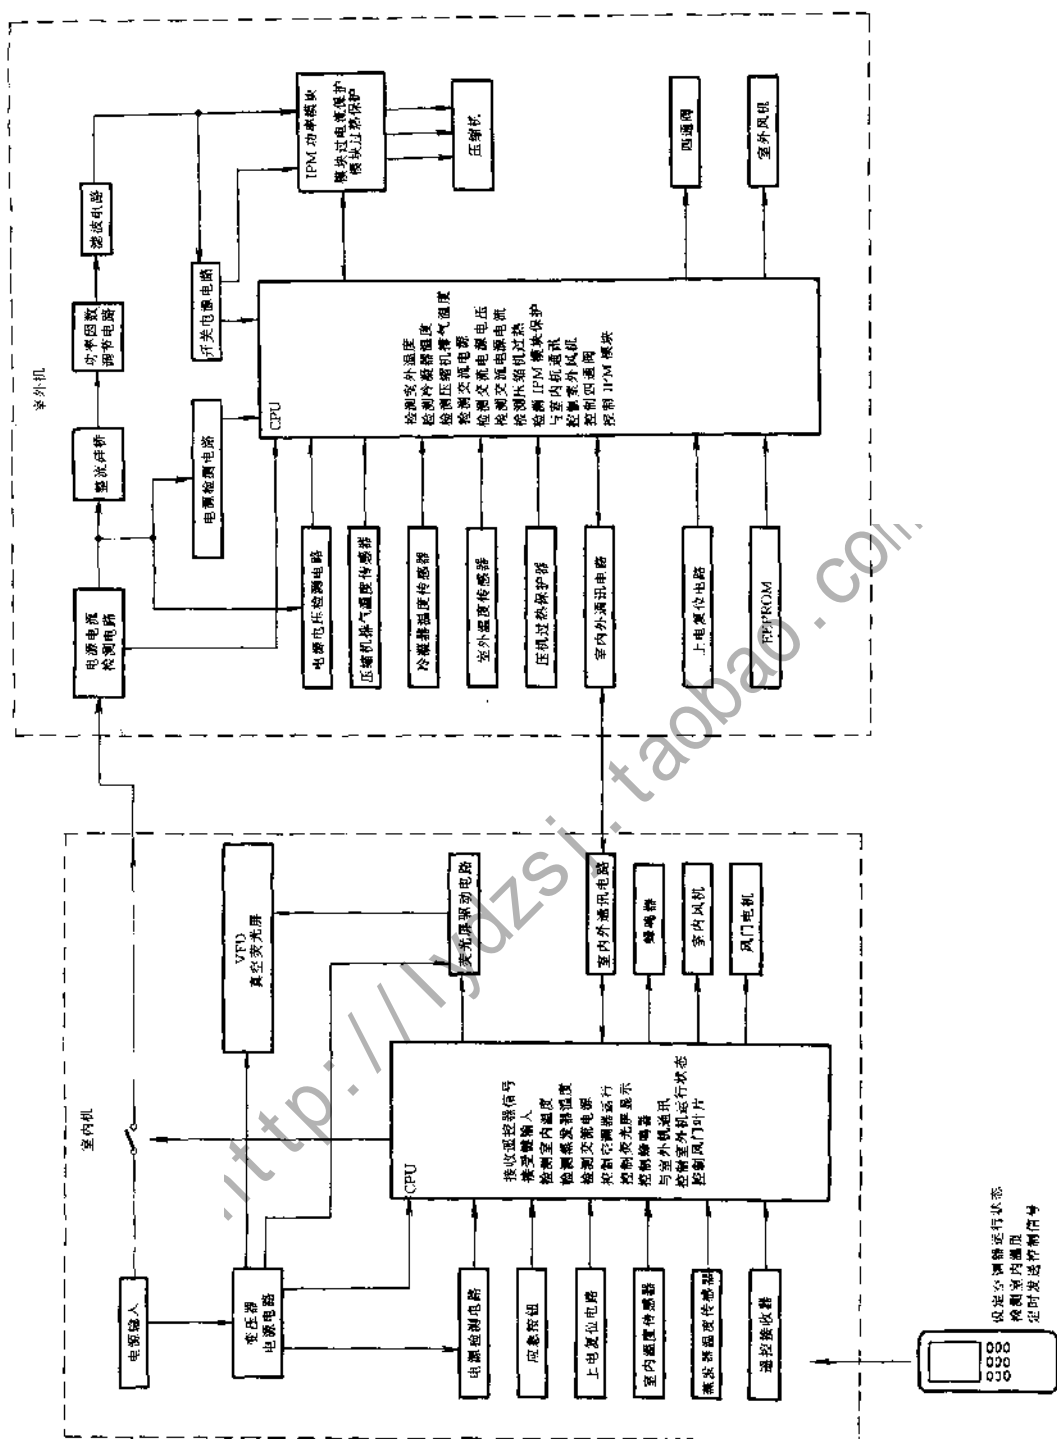 室外机
电源电流
检测电路
整流硅桥
功率因数
调节电路
滤波电路
电源检测电路
开关电源电路
IPM 功率模块
模块过电流保护
模块过热保护
压缩机
四通阀
室外风机
CPU
检测室外温度
检测冷凝器温度
检测压缩机排气温度
检测交流电源
检测交流电源电压
检测交流电源电流
检测压缩机过热
检测 IPM 模块保护
与室内机通讯
控制室外风机
控制四通阀
控制 IPM 模块
电源电压检测电路
压缩机排气温度传感器
冷凝器温度传感器
室外温度传感器
压机过热保护器
室内外通讯电路
上电复位电路
EEPROM
室内机
电源输入
变压器
电源电路
VFD
真空荧光屏
荧光屏驱动电路
室内外通讯电路
蜂鸣器
室内风机
风门电机
CPU
接收遥控器信号
接受键输入
检测室内温度
检测蒸发器温度
检测交流电源
控制空调器运行
控制荧光屏显示
控制蜂鸣器
与室外机通讯
控制室外机运行状态
控制风门叶片
电源检测电路
应急按钮
上电复位电路
室内温度传感器
蒸发器温度传感器
遥控接收器
设定空调器运行状态
检测室内温度
定时发送控制信号
http://lydzsj.taobao.com